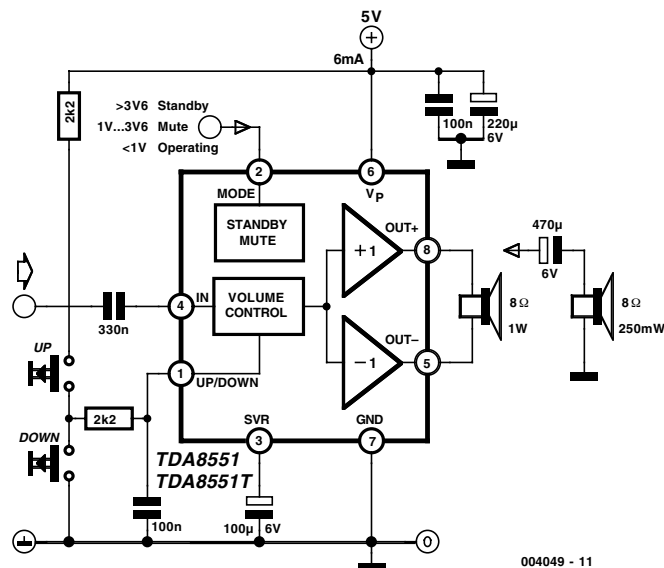 5V
6mA
2k2
>3V6 Standby
1V...3V6 Mute
<1V Operating
100n
220µ
6V
2
6
MODE
VP
STANDBY
MUTE
OUT+
+1
8
470µ
6V
4
IN
VOLUME
CONTROL
330n
8Ω
1W
8Ω
250mW
UP
1
UP/DOWN
OUT−
−1
5
2k2
SVR
GND
3
7
DOWN
TDA8551
TDA8551T
100n
100µ
6V
0
004049 - 11